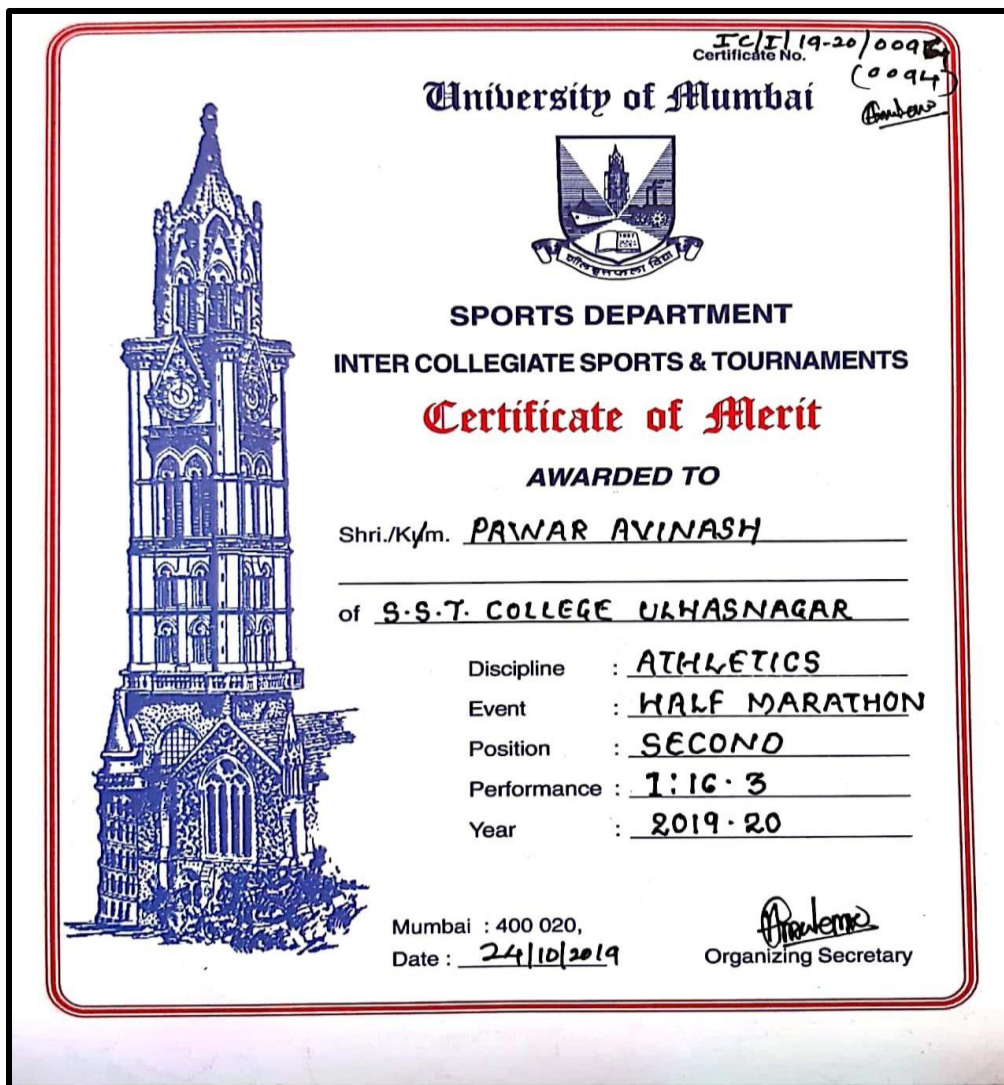 IC/I/19-20/009
Certificate No.
(0094)
University of Mumbai
SPORTS DEPARTMENT
INTER COLLEGIATE SPORTS & TOURNAMENTS
Certificate of Merit
AWARDED TO
Shri./Ku/m. PAWAR AVINASH
of S.S.T. COLLEGE ULHASNAGAR
Discipline : ATHLETICS
Event : HALF MARATHON
Position : SECOND
Performance : 1:16.3
Year : 2019.20
Mumbai : 400 020,
Date : 24/10/2019
Organizing Secretary